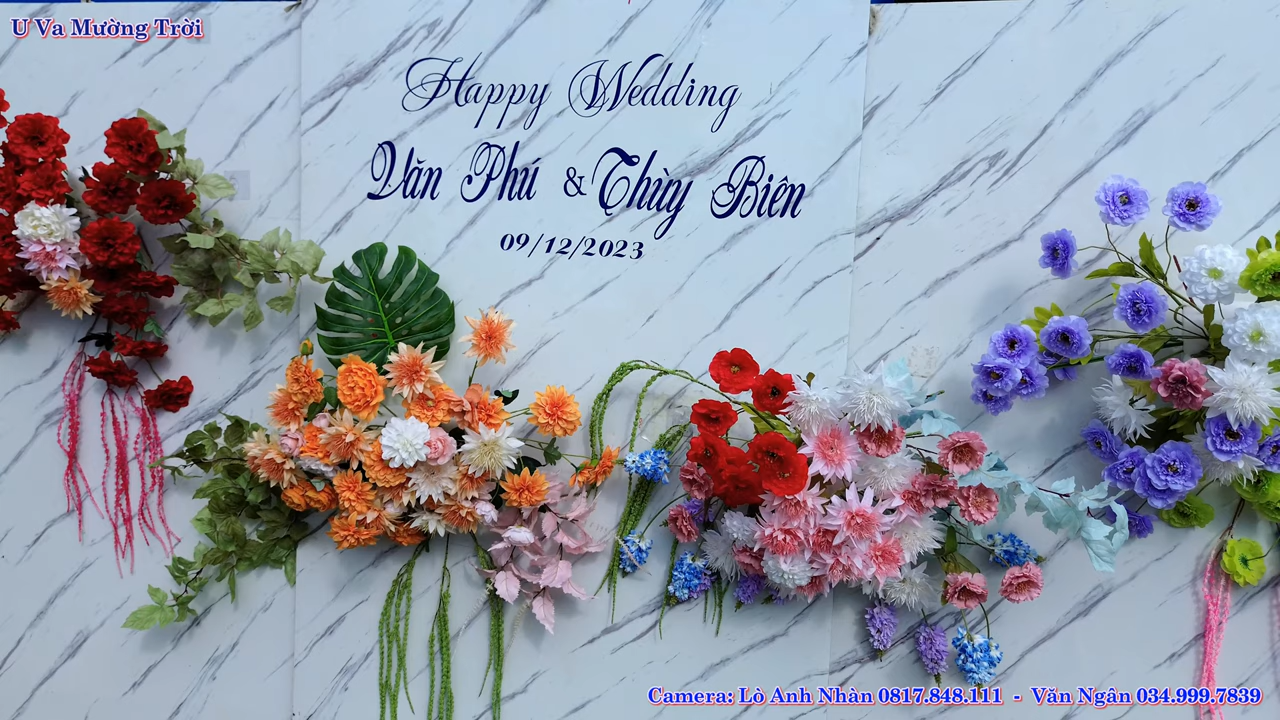 U Va Mường Trời
Happy Wedding
Văn Phú & Thùy Biên
09/12/2023
Camera: Lò Anh Nhàn 0817.848.111 - Văn Ngân 034.999.7839